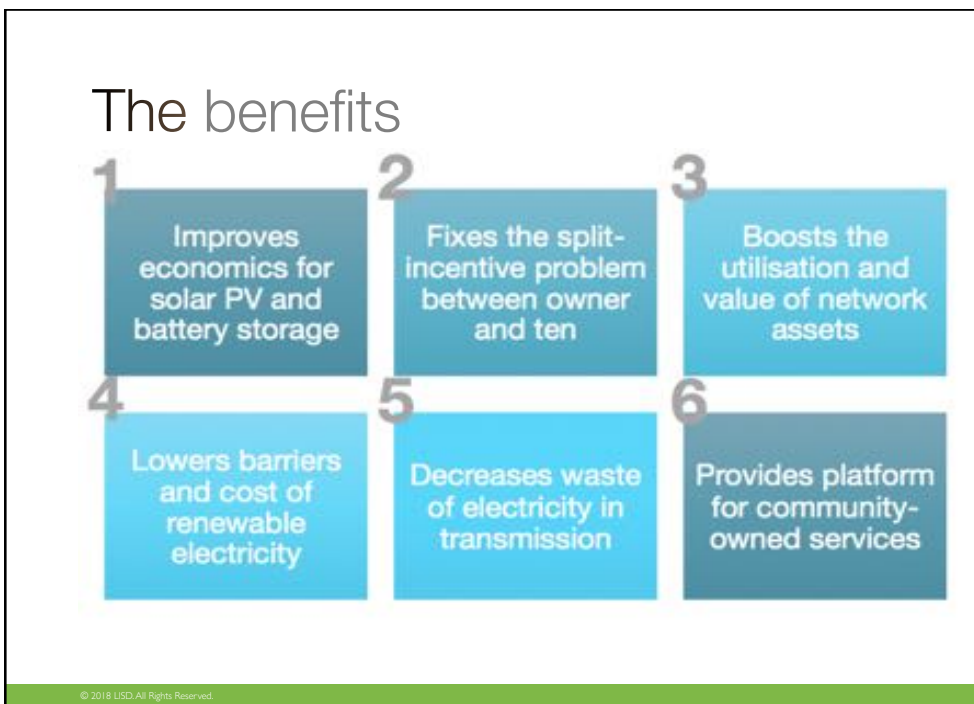 The benefits
1
Improves
economics for
solar PV and
battery storage
2
Fixes the split-
incentive problem
between owner
and ten
3
Boosts the
utilisation and
value of network
assets
4
Lowers barriers
and cost of
renewable
electricity
5
Decreases waste
of electricity in
transmission
6
Provides platform
for community-
owned services
© 2018 LISD. All Rights Reserved.